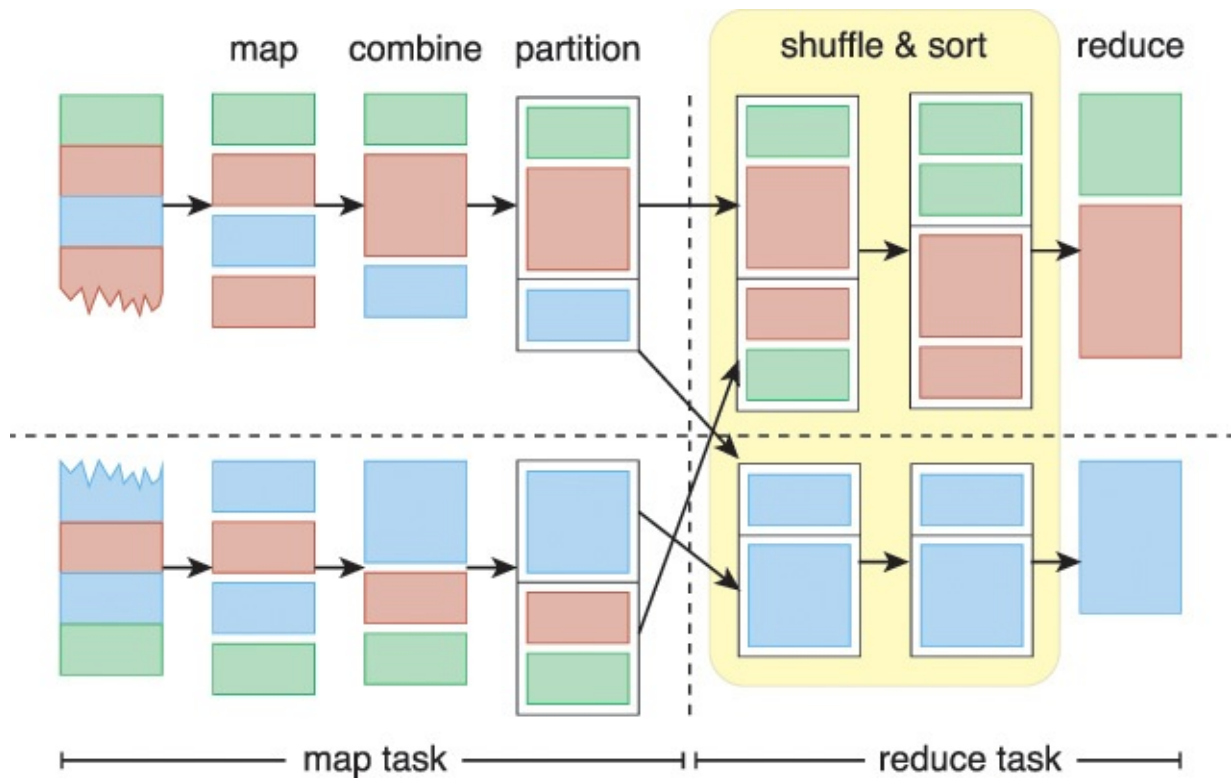 map
combine
partition
shuffle & sort
reduce
map task
reduce task